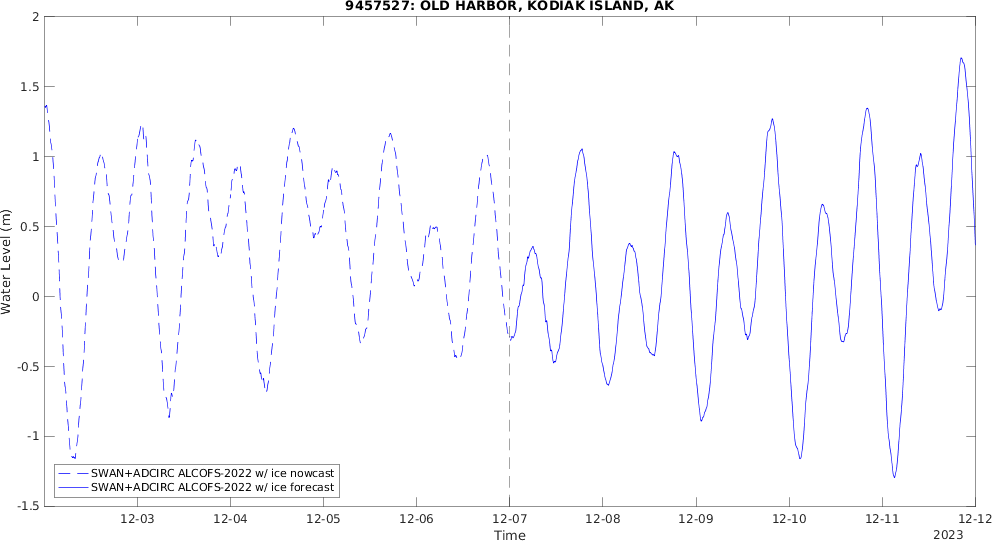 9457527: OLD HARBOR, KODIAK ISLAND, AK
2
1.5
1
0.5
0
-0.5
-1
-1.5
Water Level (m)
SWAN+ADCIRC ALCOFS-2022 w/ ice nowcast
SWAN+ADCIRC ALCOFS-2022 w/ ice forecast
12-03 12-04 12-05 12-06 12-07 12-08 12-09 12-10 12-11 12-12
Time
2023